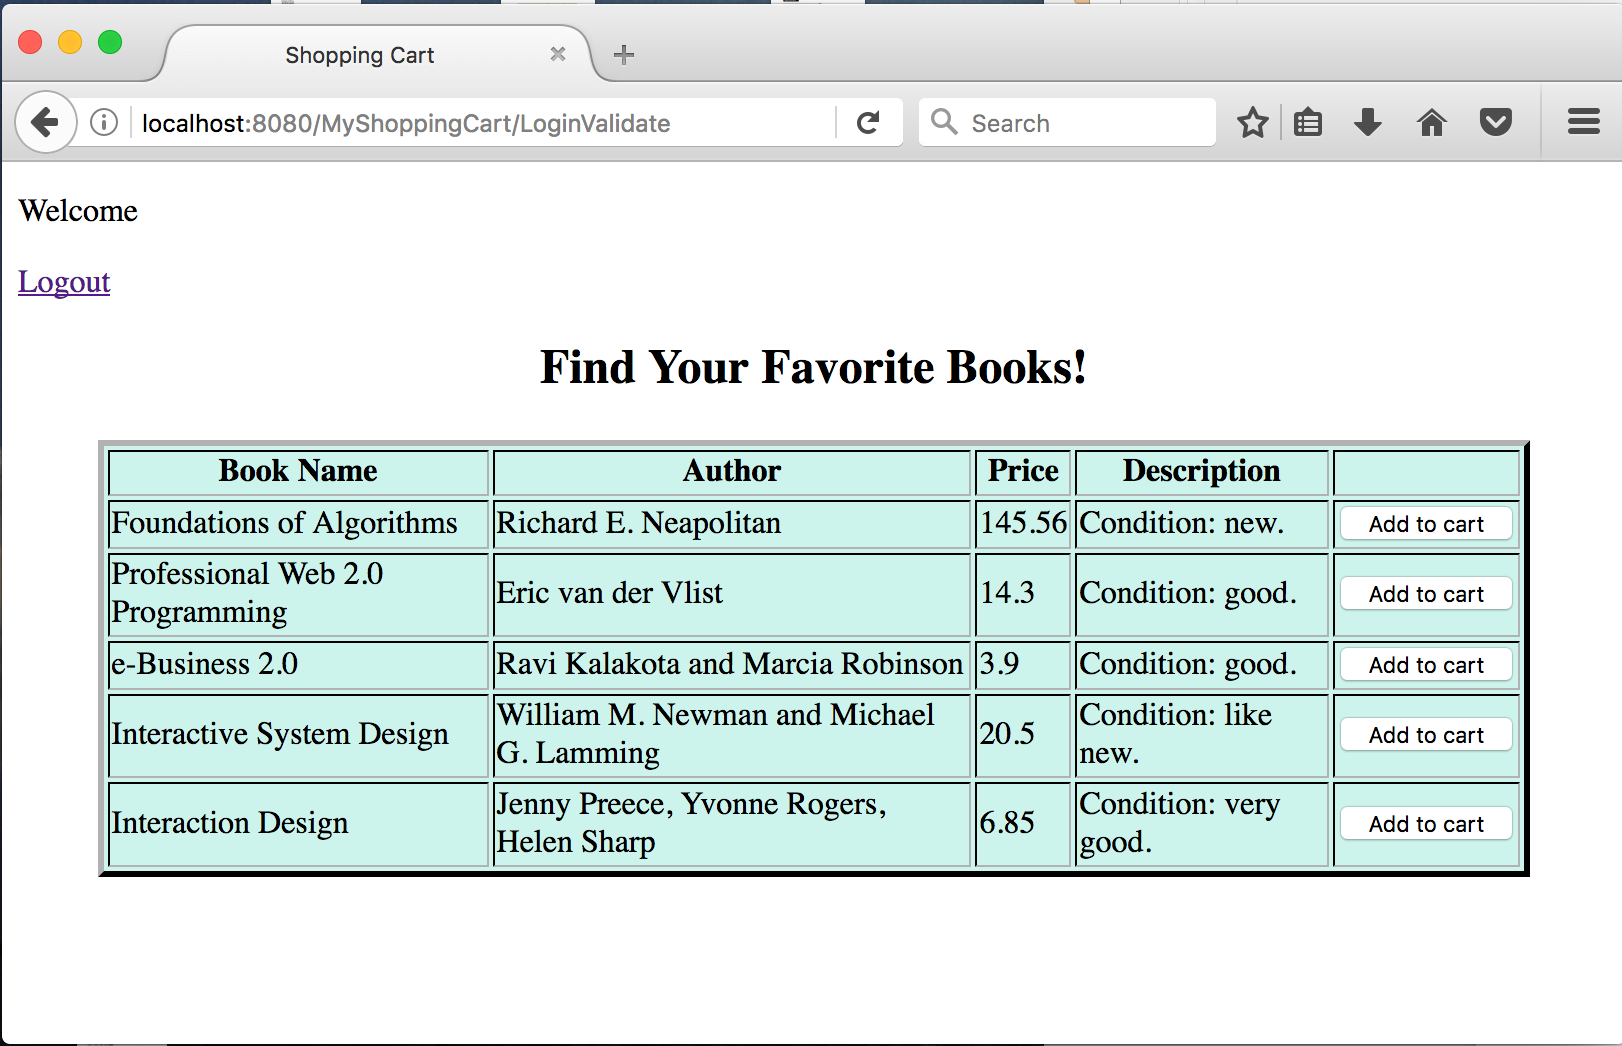 Shopping Cart
localhost:8080/MyShoppingCart/LoginValidate
Search
Welcome
Logout
Find Your Favorite Books!
Book Name Author Price Description
Foundations of Algorithms Richard E. Neapolitan 145.56 Condition: new. Add to cart
Professional Web 2.0
Programming Eric van der Vlist 14.3 Condition: good. Add to cart
e-Business 2.0 Ravi Kalakota and Marcia Robinson 3.9 Condition: good. Add to cart
Interactive System Design William M. Newman and Michael
G. Lamming 20.5 Condition: like
new. Add to cart
Interaction Design Jenny Preece, Yvonne Rogers,
Helen Sharp 6.85 Condition: very
good. Add to cart